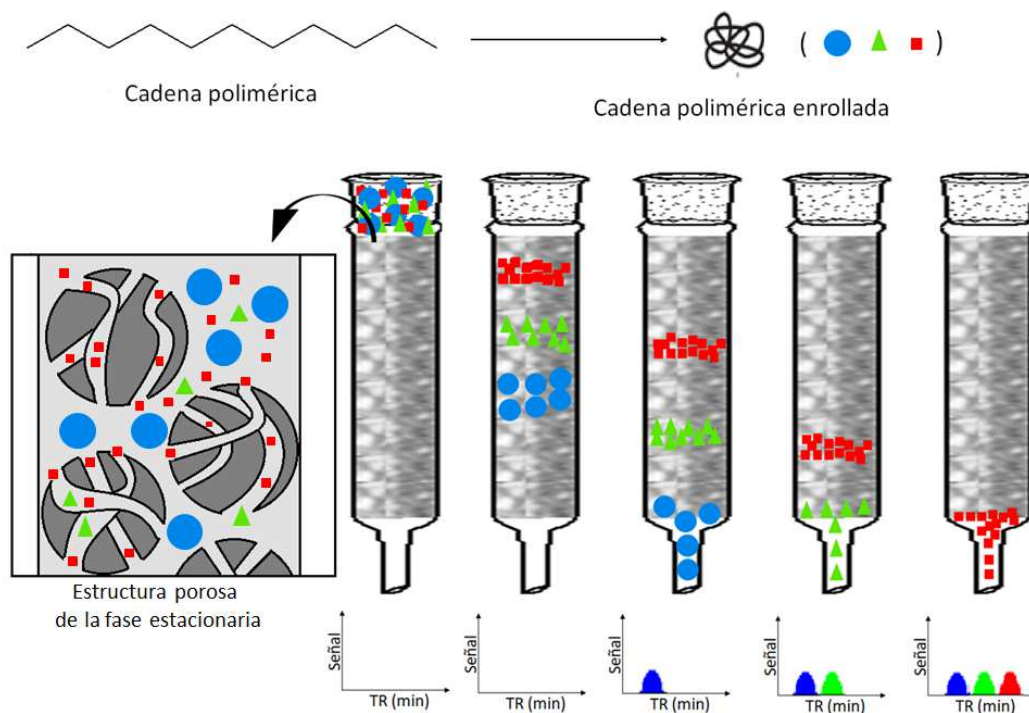 ( )
Cadena polimérica
Cadena polimérica enrollada
Estructura porosa
de la fase estacionaria
Señal
TR (min)
Señal
TR (min)
Señal
TR (min)
Señal
TR (min)
Señal
TR (min)